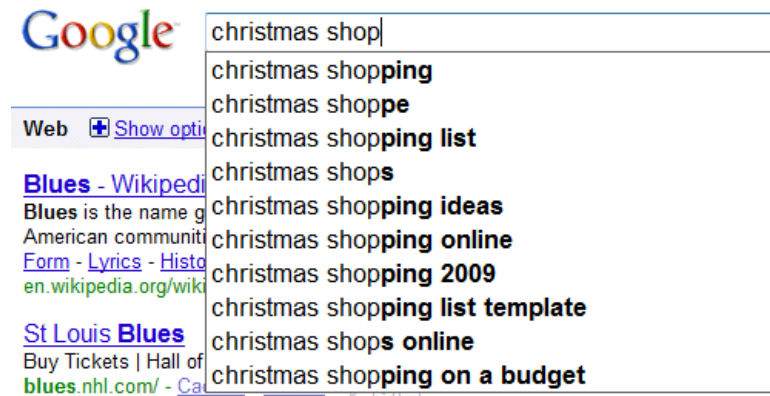 Google
christmas shop
christmas shopping
christmas shoppe
christmas shopping list
christmas shops
christmas shopping ideas
christmas shopping online
christmas shopping 2009
christmas shopping list template
christmas shops online
christmas shopping on a budget
Web Show opti
Blues - Wikipedi
Blues is the name g
American communiti
Form - Lyrics - Histo
en.wikipedia.org/wiki
St Louis Blues
Buy Tickets | Hall of
blues.nhl.com/ - Ca